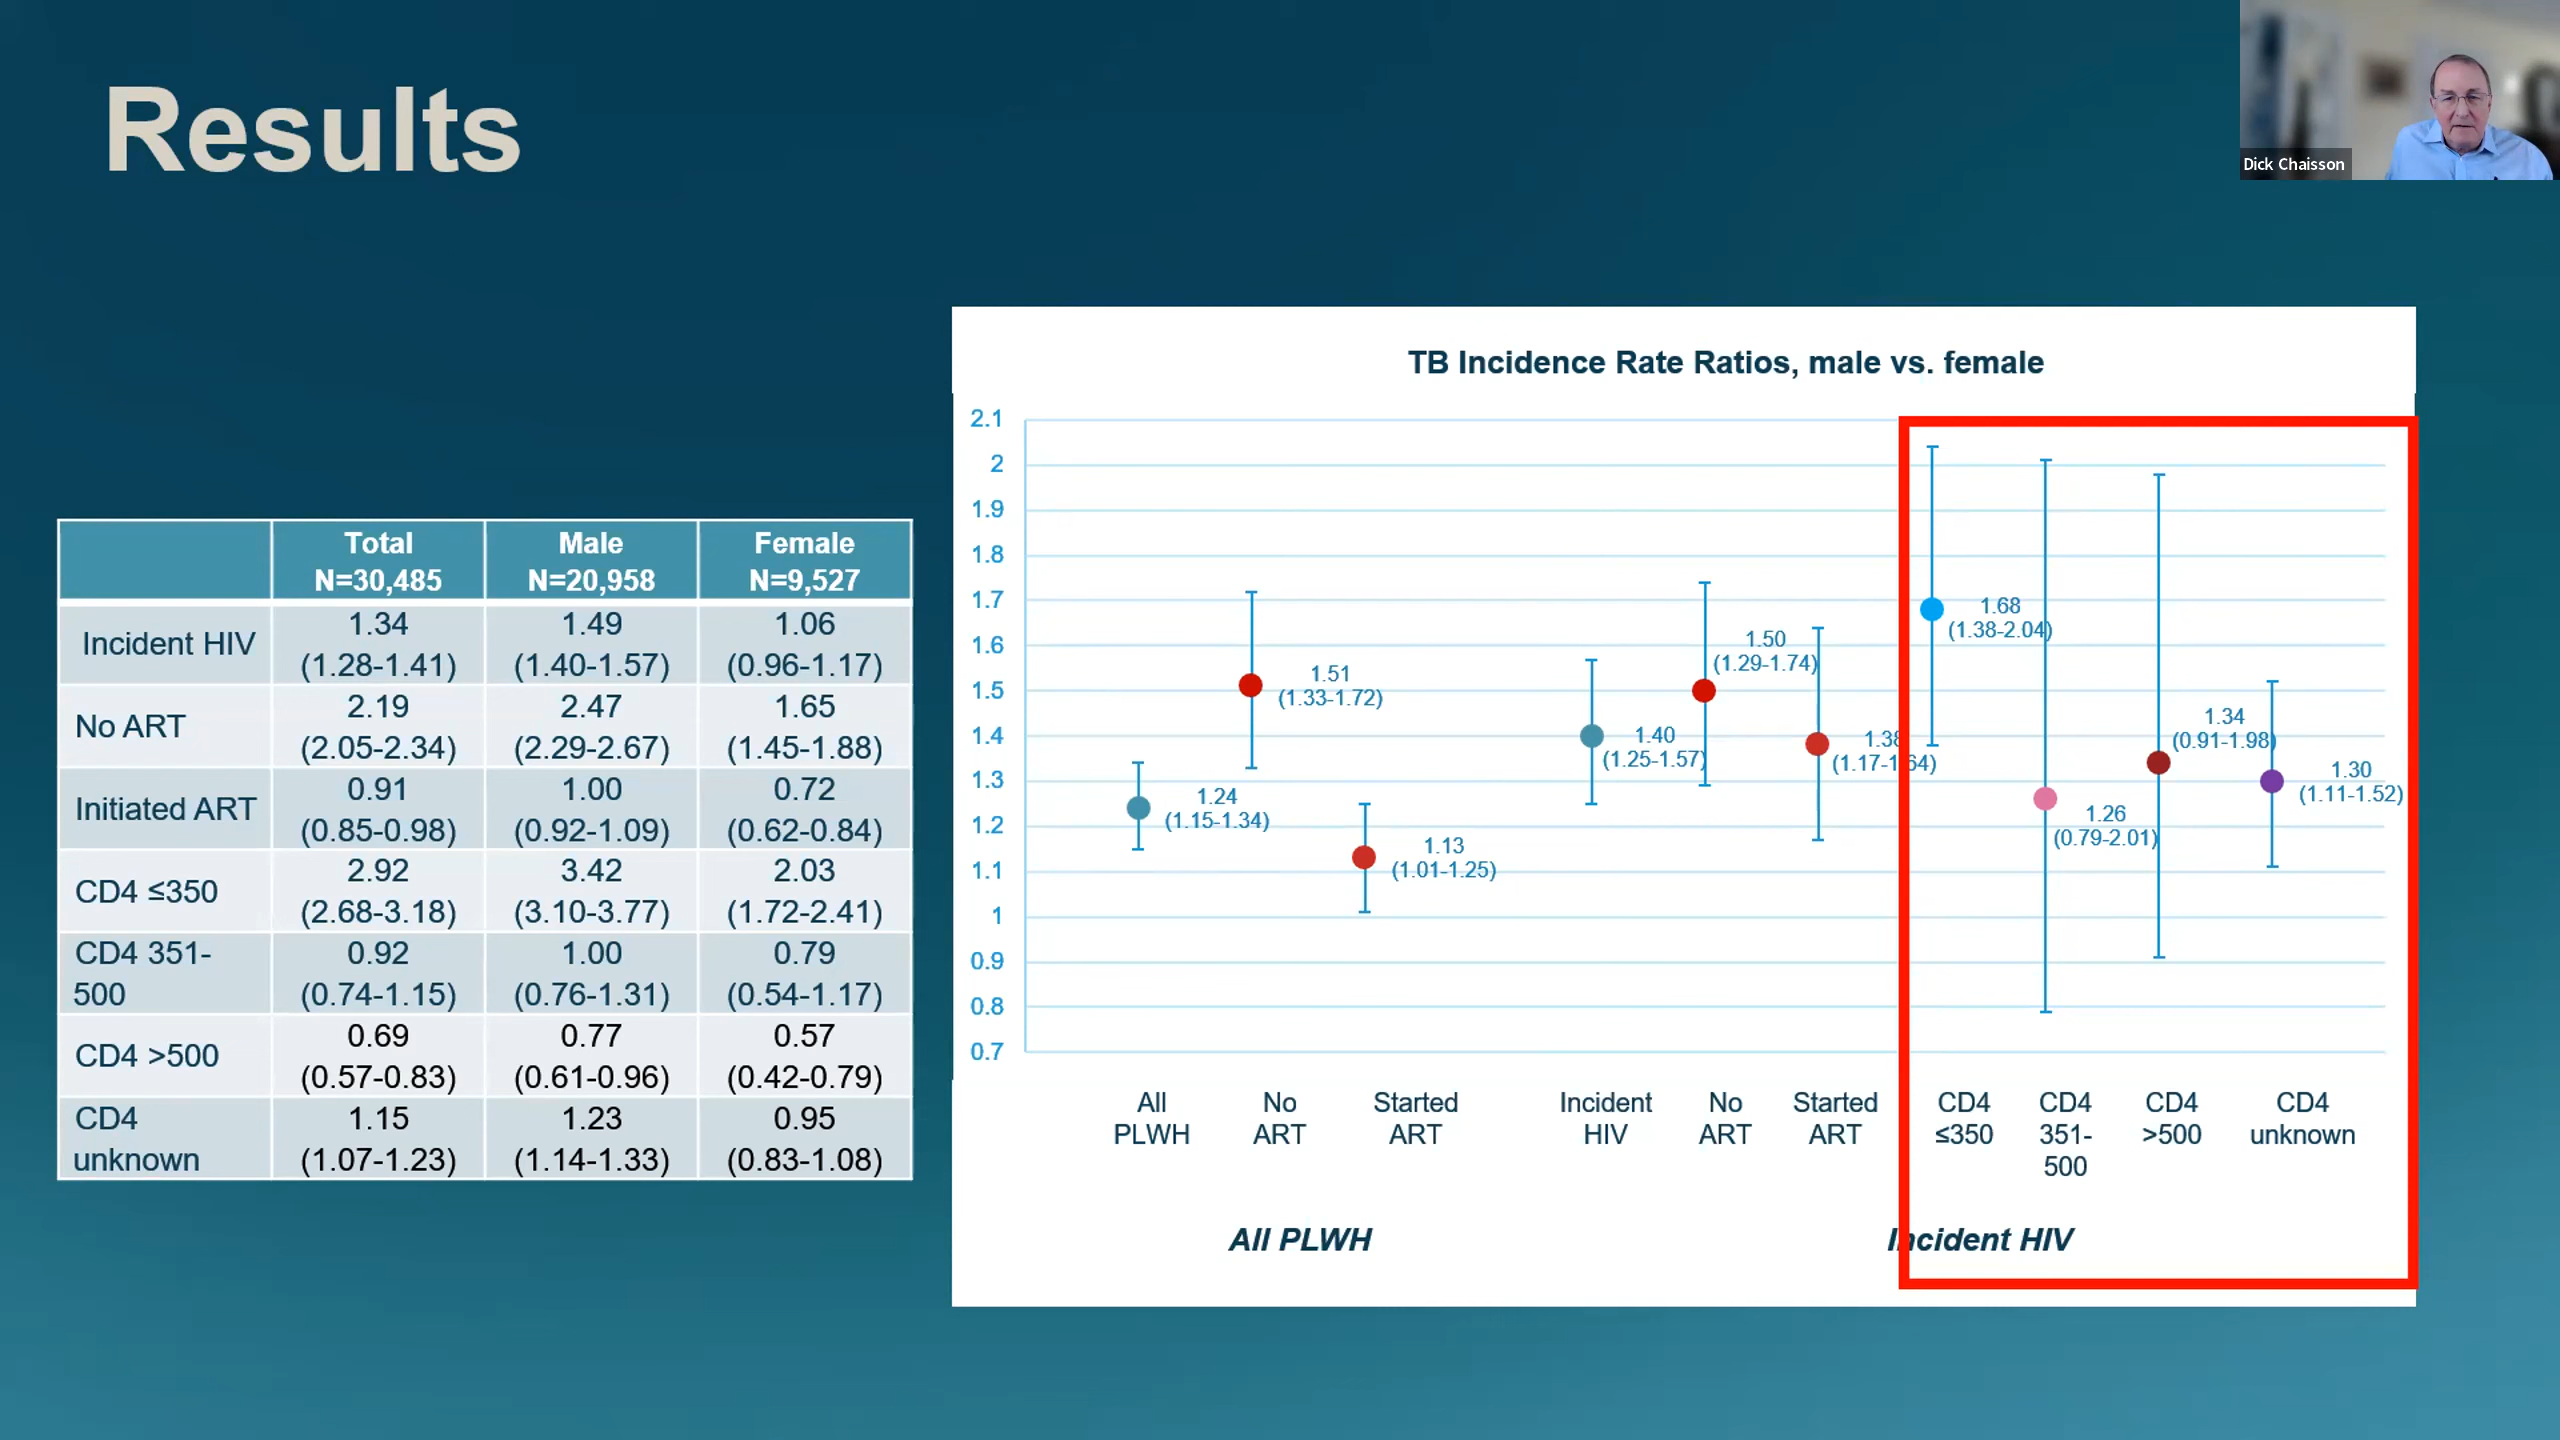 Results
Dick Chaisson
Total Male Female
N=30,485 N=20,958 N=9,527
Incident HIV 1.34 1.49 1.06
(1.28-1.41) (1.40-1.57) (0.96-1.17)
No ART 2.19 2.47 1.65
(2.05-2.34) (2.29-2.67) (1.45-1.88)
Initiated ART 0.91 1.00 0.72
(0.85-0.98) (0.92-1.09) (0.62-0.84)
CD4 ≤350 2.92 3.42 2.03
(2.68-3.18) (3.10-3.77) (1.72-2.41)
CD4 351- 0.92 1.00 0.79
500 (0.74-1.15) (0.76-1.31) (0.54-1.17)
CD4 >500 0.69 0.77 0.57
(0.57-0.83) (0.61-0.96) (0.42-0.79)
CD4 1.15 1.23 0.95
unknown (1.07-1.23) (1.14-1.33) (0.83-1.08)
TB Incidence Rate Ratios, male vs. female
2.1
2
1.9
1.8
1.7
1.6
1.5
1.4
1.3
1.2
1.1
1
0.9
0.8
0.7
1.24
(1.15-1.34)
1.51
(1.33-1.72)
1.13
(1.01-1.25)
1.40
(1.25-1.57)
1.50
(1.29-1.74)
1.38
(1.17-1.64)
1.68
(1.38-2.04)
1.26
(0.79-2.01)
1.34
(0.91-1.98)
1.30
(1.11-1.52)
All No Started Incident No Started CD4 CD4 CD4 CD4
PLWH ART ART HIV ART ART ≤350 351- >500 unknown
500
All PLWH Incident HIV